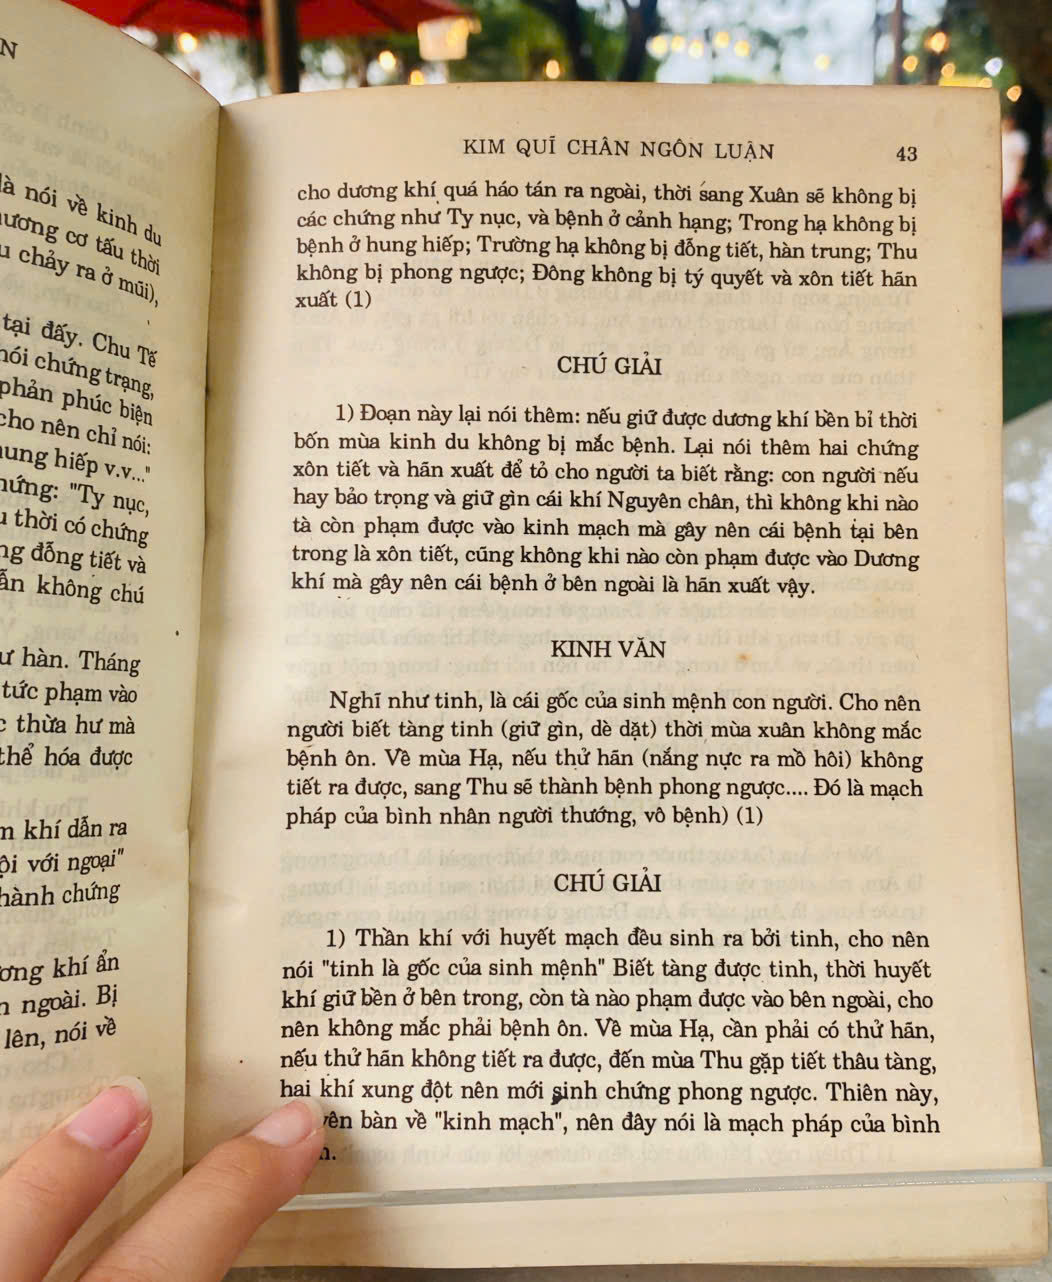 N
là nói về kinh du
cơ tấu thời
chảy ra ở mũi),
tại đấy. Chu Tế
chứng trạng,
phản phúc biện
cho nên chỉ nói:
hiếp v.v..."
"Ty nục,
thời có chứng
đỗng tiết và
không chú
hàn. Tháng
tức phạm vào
thừa hư mà
thể hóa được
khí dẫn ra
với ngoại"
chứng
khí ẩn
ngoài. Bị
lên, nói về
KIM QUĨ CHÂN NGÔN LUẬN 43
cho dương khí quá háo tán ra ngoài, thời sang Xuân sẽ không bị
các chứng như Ty nục, và bệnh ở cảnh hạng; Trong hạ không bị
bệnh ở hung hiếp; Trường hạ không bị đỗng tiết, hàn trung; Thu
không bị phong ngược; Đông không bị tý quyết và xôn tiết hãn
xuất (1)
CHÚ GIẢI
1) Đoạn này lại nói thêm: nếu giữ được dương khí bền bỉ thời
bốn mùa kinh du không bị mắc bệnh. Lại nói thêm hai chứng
xôn tiết và hãn xuất để tỏ cho người ta biết rằng: con người nếu
hay bảo trọng và giữ gìn cái khí Nguyên chân, thì không khi nào
tà còn phạm được vào kinh mạch mà gây nên cái bệnh tại bên
trong là xôn tiết, cũng không khi nào còn phạm được vào Dương
khí mà gây nên cái bệnh ở bên ngoài là hãn xuất vậy.
KINH VĂN
Nghĩ như tinh, là cái gốc của sinh mệnh con người. Cho nên
người biết tàng tinh (giữ gìn, dè dặt) thời mùa xuân không mắc
bệnh ôn. Về mùa Hạ, nếu thử hãn (nắng nực ra mồ hôi) không
tiết ra được, sang Thu sẽ thành bệnh phong ngược.... Đó là mạch
pháp của bình nhân người thướng, vô bệnh) (1)
CHÚ GIẢI
1) Thần khí với huyết mạch đều sinh ra bởi tinh, cho nên
nói "tinh là gốc của sinh mệnh" Biết tàng được tinh, thời huyết
khí giữ bền ở bên trong, còn tà nào phạm được vào bên ngoài, cho
nên không mắc phải bệnh ôn. Về mùa Hạ, cần phải có thử hãn,
nếu thử hãn không tiết ra được, đến mùa Thu gặp tiết thâu tàng,
hai khí xung đột nên mới sinh chứng phong ngược. Thiên này,
bàn về "kinh mạch", nên đây nói là mạch pháp của bình